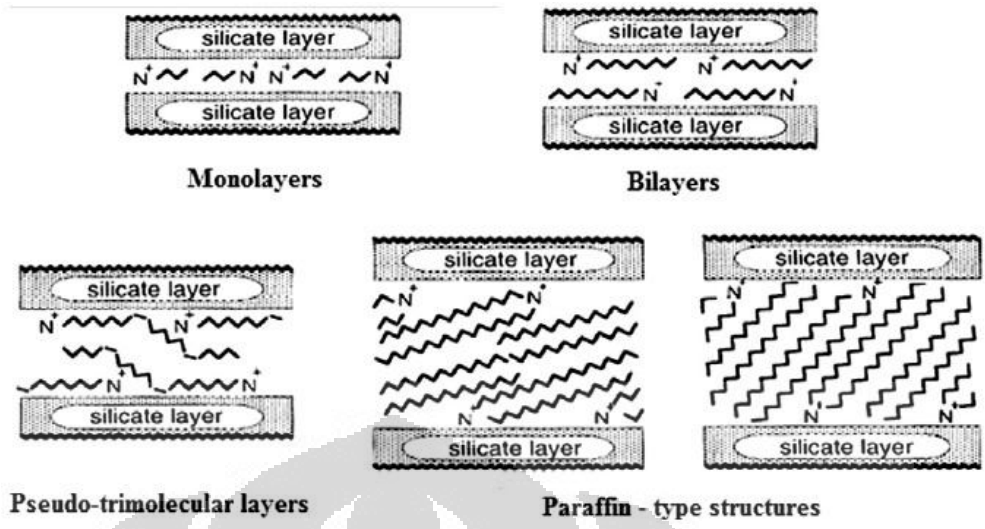 silicate layer
silicate layer
N⁺ N⁺ N⁺ N⁺
N⁺ N⁺
N⁺ N⁺
silicate layer
silicate layer
Monolayers
Bilayers
silicate layer
silicate layer
silicate layer
N⁺ N⁺
N⁺ N⁺
N⁺ N⁺
N⁺ N⁺
N⁺ N⁺
N⁺ N⁺
silicate layer
silicate layer
silicate layer
Pseudo-trimolecular layers
Paraffin - type structures